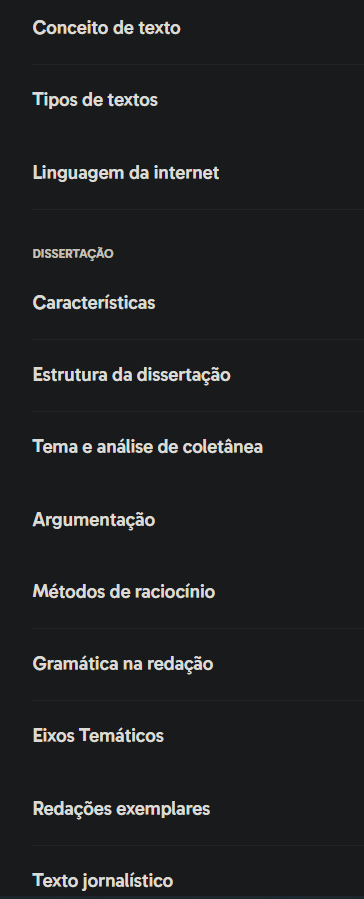 Conceito de texto
Tipos de textos
Linguagem da internet
DISSERTAÇÃO
Características
Estrutura da dissertação
Tema e análise de coletânea
Argumentação
Métodos de raciocínio
Gramática na redação
Eixos Temáticos
Redações exemplares
Texto jornalístico